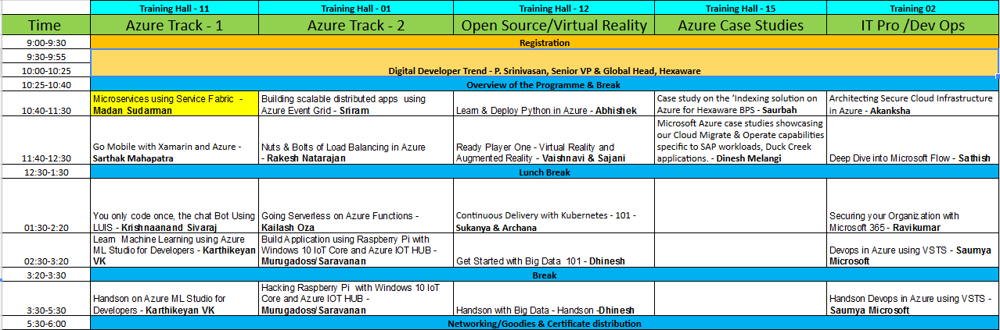 Training Hall - 11 Training Hall - 01 Training Hall - 12 Training Hall - 15 Training 02
Time Azure Track - 1 Azure Track - 2 Open Source/Virtual Reality Azure Case Studies IT Pro /Dev Ops
9:00-9:30 Registration
9:30-9:55
10:00-10:25 Digital Developer Trend - P. Srinivasan, Senior VP & Global Head, Hexaware
10:25-10:40 Overview of the Programme & Break
10:40-11:30
Microservices using Service Fabric -
Madan Sudarman
Building scalable distributed apps using
Azure Event Grid - Sriram
Learn & Deploy Python in Azure - Abhishek
Case study on the 'Indexing solution on
Azure for Hexaware BPS - Saurbah
Architecting Secure Cloud Infrastructure
in Azure - Akanksha
11:40-12:30
Go Mobile with Xamarin and Azure -
Sarthak Mahapatra
Nuts & Bolts of Load Balancing in Azure
- Rakesh Natarajan
Ready Player One - Virtual Reality and
Augmented Reality - Vaishnavi & Sajani
Microsoft Azure case studies showcasing
our Cloud Migrate & Operate capabilities
specific to SAP workloads, Duck Creek
applications. - Dinesh Melangi
Deep Dive into Microsoft Flow - Sathish
12:30-1:30 Lunch Break
01:30-2:20
You only code once, the chat Bot Using
LUIS - Krishnaanand Sivaraj
Going Serverless on Azure Functions -
Kailash Oza
Continuous Delivery with Kubernetes - 101 -
Sukanya & Archana
Securing your Organization with
Microsoft 365 - Ravikumar
02:30-3:20
Learn Machine Learning using Azure
ML Studio for Developers - Karthikeyan
VK
Build Application using Raspberry Pi with
Windows 10 IoT Core and Azure IOT HUB -
Murugadoss/Saravanan
Get Started with Big Data 101 - Dhinesh
Devops in Azure using VSTS - Saumya
Microsoft
3:20-3:30 Break
3:30-5:30
Handson on Azure ML Studio for
Developers - Karthikeyan VK
Hacking Raspberry Pi with Windows 10 IoT
Core and Azure IOT HUB -
Murugadoss/Saravanan
Handson with Big Data - Handson -Dhinesh
Handson Devops in Azure using VSTS -
Saumya Microsoft
5:30-6:00 Networking/Goodies & Certificate distribution